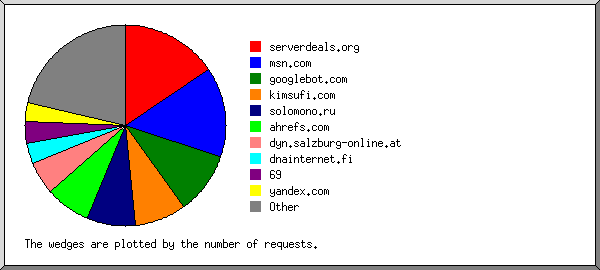 serverdeals.org
msn.com
googlebot.com
kimsufi.com
solomono.ru
ahrefs.com
dyn.salzburg-online.at
dnainternet.fi
69
yandex.com
Other
The wedges are plotted by the number of requests.